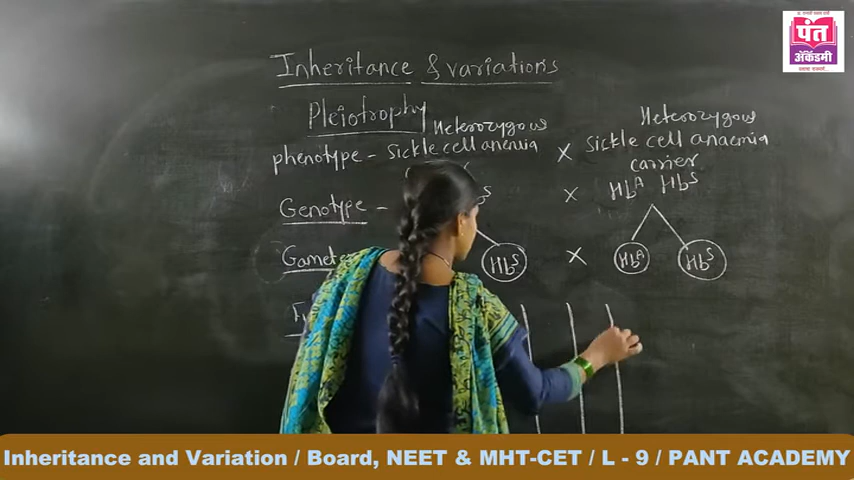 पंत
अ‍ॅकॅडमी
Inheritance & variations
Pleiotrophy
Heterozygous
Heterozygous
phenotype - Sickle cell anemia X Sickle cell anaemia
carrier
Genotype - S X HbA HbS
Gamete HbS X HbA HbS
Inheritance and Variation / Board, NEET & MHT-CET / L - 9 / PANT ACADEMY